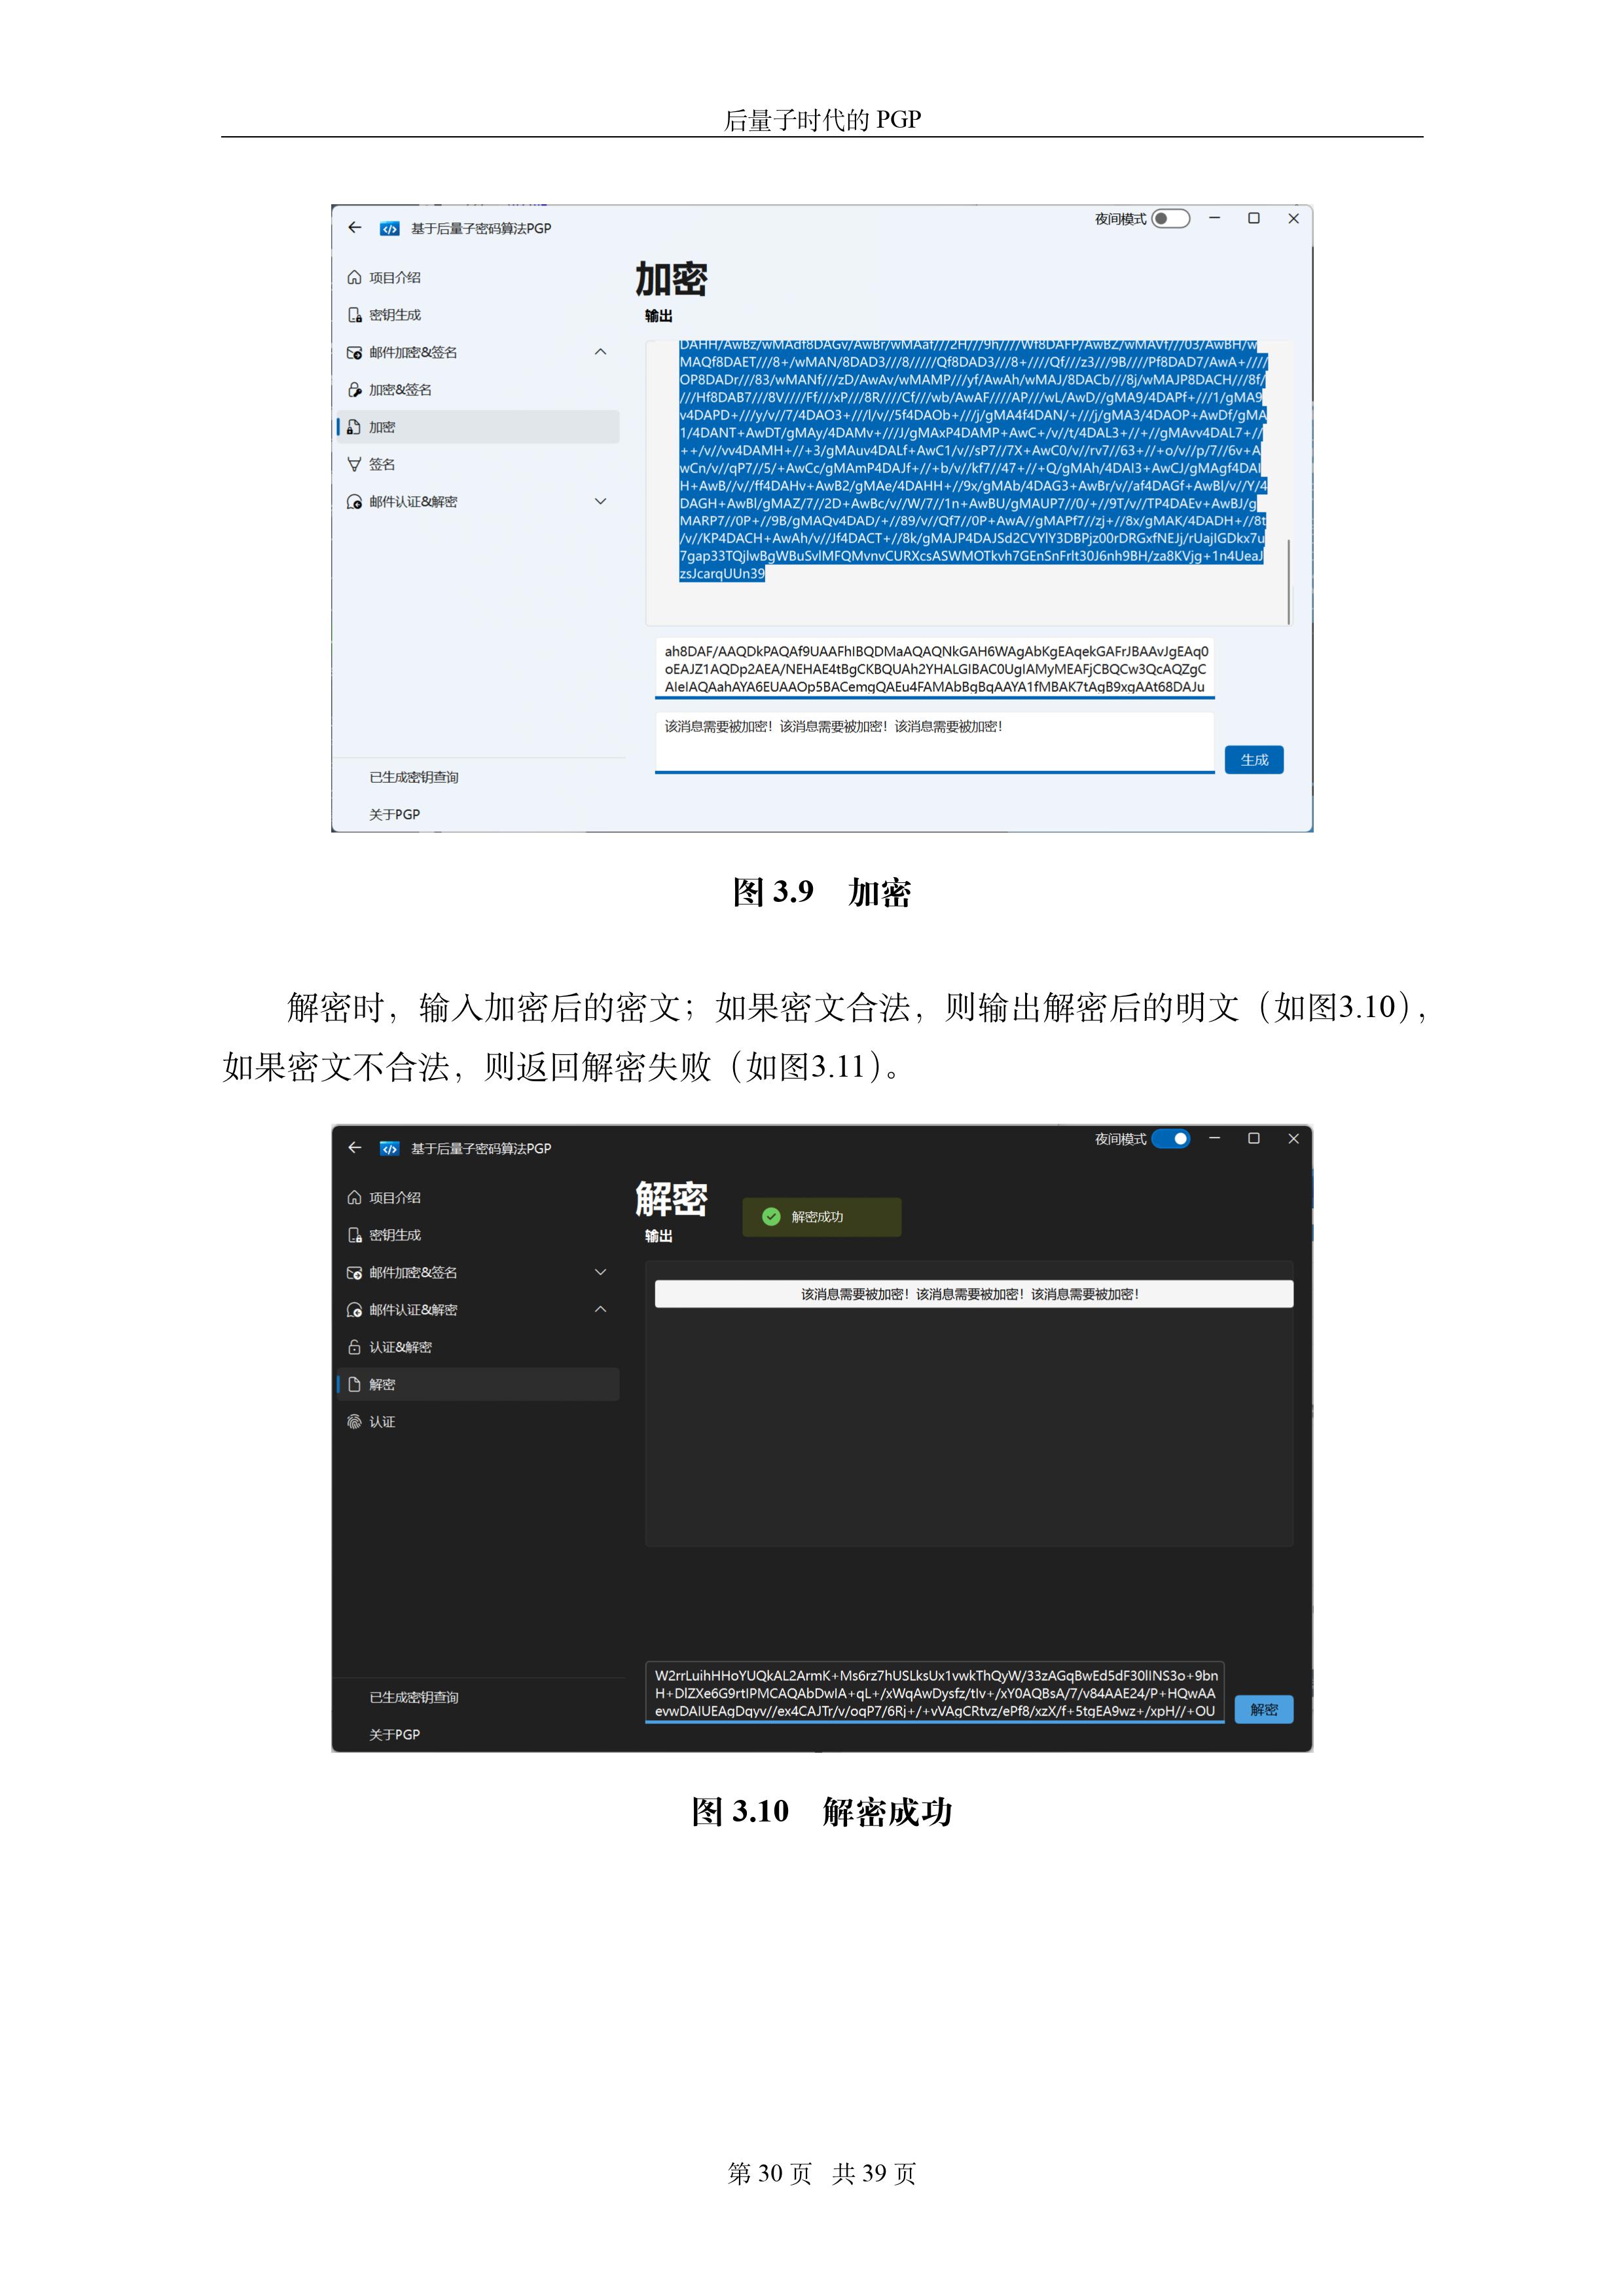 后量子时代的 PGP
基于后量子密码算法PGP
夜间模式
项目介绍
密钥生成
邮件加密&签名
加密&签名
加密
签名
邮件认证&解密
已生成密钥查询
关于PGP
加密
输出
MAQf8DAET///8+/wMAN/8DAD3///8/////Qf8DAD3///8+////Qf///z3///9B////Pf8DAD7/AwA+////
OP8DADr///83/wMANf///zD/AwAv/wMAMP///yf/AwAh/wMAJ/8DACb///8j/wMAJP8DACH///8f/
///Hf8DAB7///8V////Ff///xP///8R////Cf///wb/AwAF////AP///wL/AwD//gMA9/4DAPf+///1/gMA9
v4DAPD+///y/v//7/4DAO3+///l/v//5f4DAOb+///j/gMA4f4DAN/+///j/gMA3/4DAOP+AwDf/gMA
1/4DANT+AwDT/gMAy/4DAMv+///J/gMAxP4DAMP+AwC+/v//t/4DAL3+//+//gMAvv4DAL7+//
++/v//vv4DAMH+//+3/gMAuv4DALf+AwC1/v//sP7//7X+AwC0/v//rv7//63+//+o/v//p/7//6v+A
wCn/v//qP7//5/+AwCc/gMAmP4DAJf+//+b/v//kf7//47+//+Q/gMAh/4DAI3+AwCJ/gMAgf4DAI
H+AwB//v//ff4DAHv+AwB2/gMAe/4DAHH+//9x/gMAb/4DAG3+AwBr/v//af4DAGf+AwBl/v//Y/4
DAGH+AwBl/gMAZ/7//2D+AwBc/v//W/7//1n+AwBU/gMAUP7//0/+//9T/v//TP4DAEv+AwBJ/g
MARP7//0P+//9B/gMAQv4DAD/+//89/v//Qf7//0P+AwA//gMAPf7//zj+//8x/gMAK/4DADH+//8t
/v//KP4DACH+AwAh/v//Jf4DACT+//8k/gMAJP4DAJSd2CVYlY3DBPjz00rDRGxfNEJj/rUajIGDkx7u
7gap33TQjlwBgWBuSvlMFQMvnvCURXcsASWMOTkvh7GEnSnFrlt30J6nh9BH/za8KVjg+1n4UeaJ
zsJcarqUUn39
ah8DAF/AAQDkPAQAf9UAAFhIBQDMaAQAQNkGAH6WAgAbKgEAqekGAFrJBAAvJgEAq0
oEAJZ1AQDp2AEA/NEHAE4tBgCKBQUAh2YHALGIBAC0UgIAMyMEAFjCBQCw3QcAQZgC
AIeIAQAahAYA6EUAAOp5BACemgQAEu4FAMAbBgBqAAYA1fMBAK7tAgB9xgAAt68DAJu
该消息需要被加密！该消息需要被加密！该消息需要被加密！
生成
图 3.9 加密
解密时，输入加密后的密文；如果密文合法，则输出解密后的明文（如图3.10），
如果密文不合法，则返回解密失败（如图3.11）。
基于后量子密码算法PGP
夜间模式
项目介绍
密钥生成
邮件加密&签名
邮件认证&解密
认证&解密
解密
认证
已生成密钥查询
关于PGP
解密
解密成功
输出
该消息需要被加密！该消息需要被加密！该消息需要被加密！
W2rrLuihHHoYUQkAL2ArmK+Ms6rz7hUSLksUx1vwkThQyW/33zAGqBwEd5dF30lINS3o+9bn
H+DlZXe6G9rtIPMCAQAbDwIA+qL+/xWqAwDysfz/tIv+/xY0AQBsA/7/v84AAE24/P+HQwAA
evwDAIUEAgDqyv//ex4CAJTr/v/oqP7/6Rj+/+vVAgCRtvz/ePf8/xzX/f+5tgEA9wz+/xpH//+OU
解密
图 3.10 解密成功
第 30 页 共 39 页